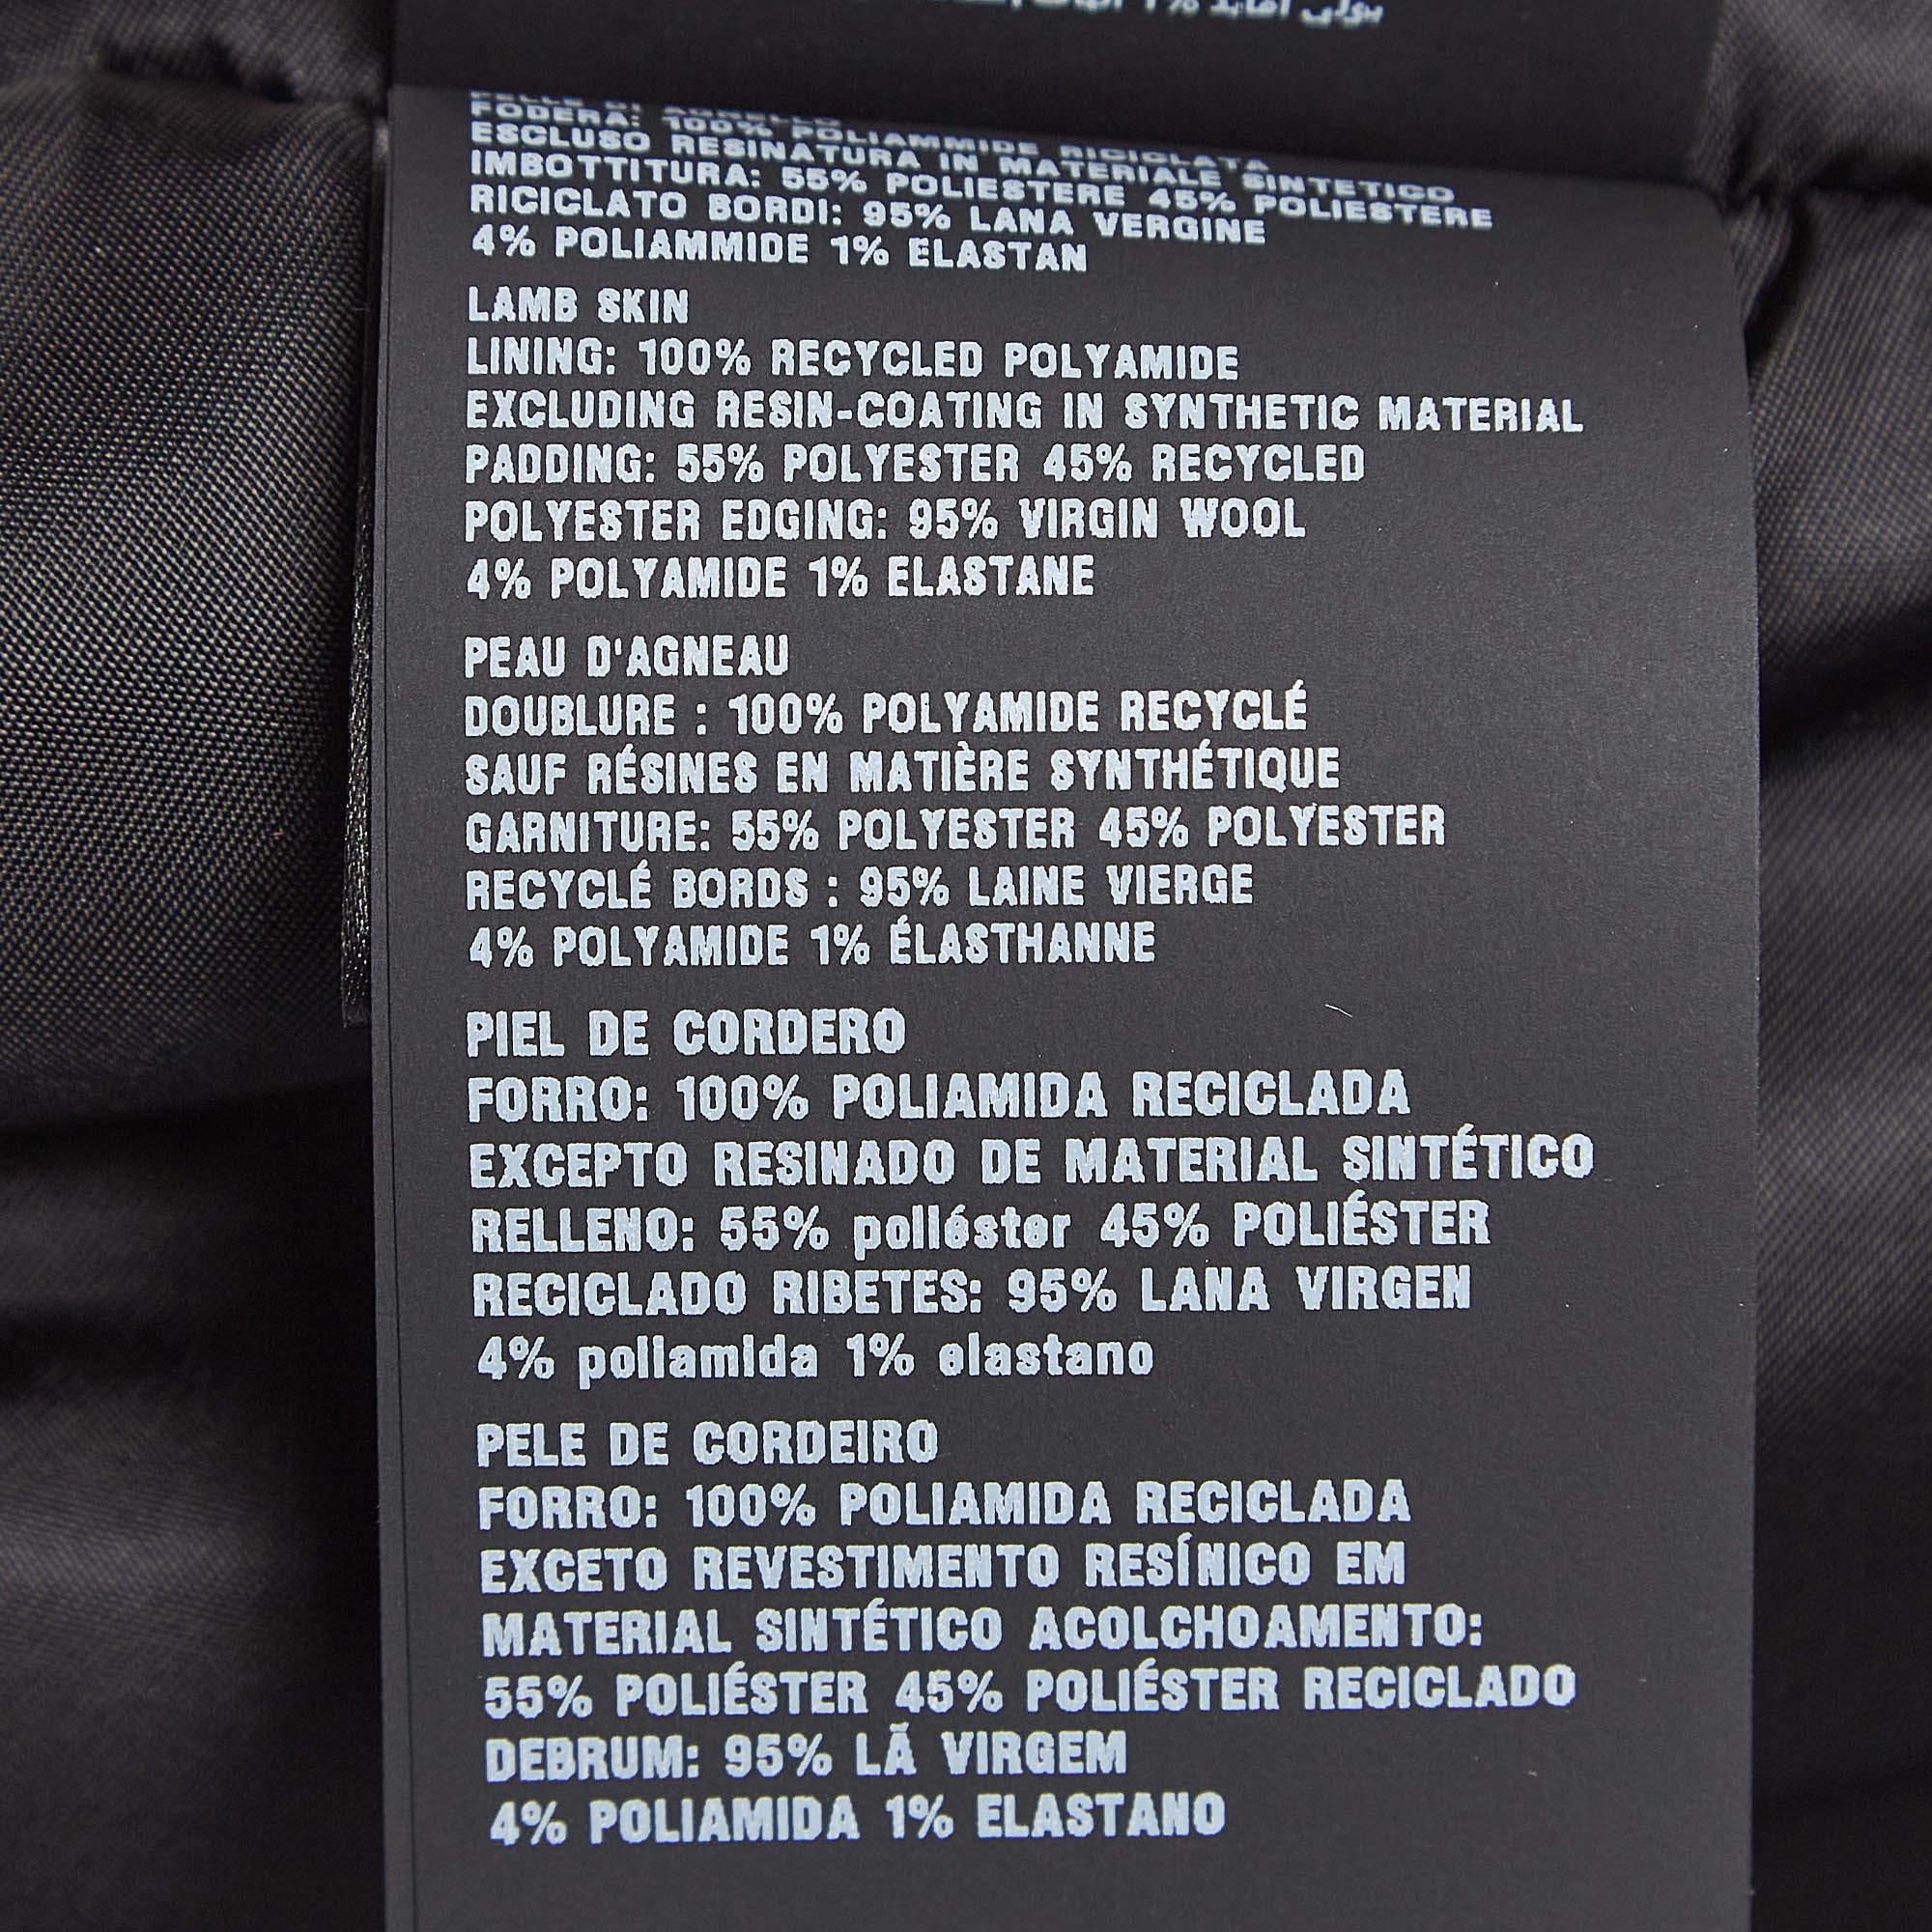 بولي اميد %1
PELLE DI AGNELLO
FODERA: 100% POLIAMMIDE RICICLATA
ESCLUSO RESINATURA IN MATERIALE SINTETICO
IMBOTTITURA: 55% POLIESTERE 45% POLIESTERE
RICICLATO BORDI: 95% LANA VERGINE
4% POLIAMMIDE 1% ELASTAN
LAMB SKIN
LINING: 100% RECYCLED POLYAMIDE
EXCLUDING RESIN-COATING IN SYNTHETIC MATERIAL
PADDING: 55% POLYESTER 45% RECYCLED
POLYESTER EDGING: 95% VIRGIN WOOL
4% POLYAMIDE 1% ELASTANE
PEAU D'AGNEAU
DOUBLURE : 100% POLYAMIDE RECYCLÉ
SAUF RÉSINES EN MATIÈRE SYNTHÉTIQUE
GARNITURE: 55% POLYESTER 45% POLYESTER
RECYCLÉ BORDS : 95% LAINE VIERGE
4% POLYAMIDE 1% ÉLASTHANNE
PIEL DE CORDERO
FORRO: 100% POLIAMIDA RECICLADA
EXCEPTO RESINADO DE MATERIAL SINTÉTICO
RELLENO: 55% poliéster 45% POLIÉSTER
RECICLADO RIBETES: 95% LANA VIRGEN
4% poliamida 1% elastano
PELE DE CORDEIRO
FORRO: 100% POLIAMIDA RECICLADA
EXCETO REVESTIMENTO RESÍNICO EM
MATERIAL SINTÉTICO ACOLCHOAMENTO:
55% POLIÉSTER 45% POLIÉSTER RECICLADO
DEBRUM: 95% LÃ VIRGEM
4% POLIAMIDA 1% ELASTANO